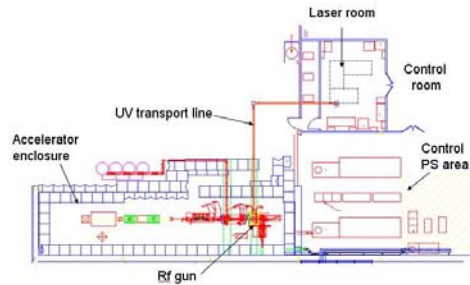 Laser room
Control
room
UV transport line
Accelerator
enclosure
Control
PS area
Rf gun